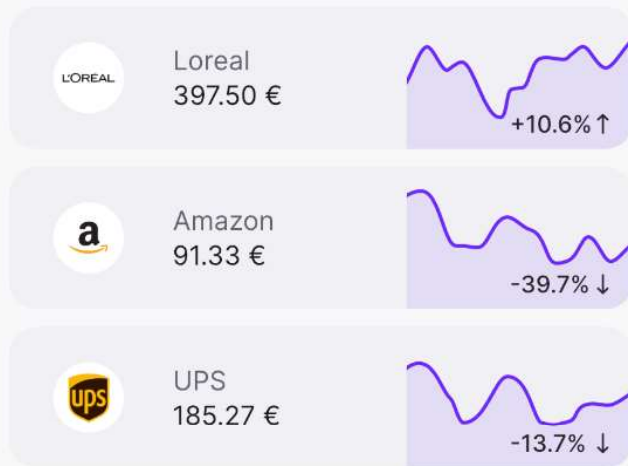 L'ORÉAL
Loreal
397.50 €
+10.6%↑
a
Amazon
91.33 €
-39.7% ↓
ups
UPS
185.27 €
-13.7% ↓